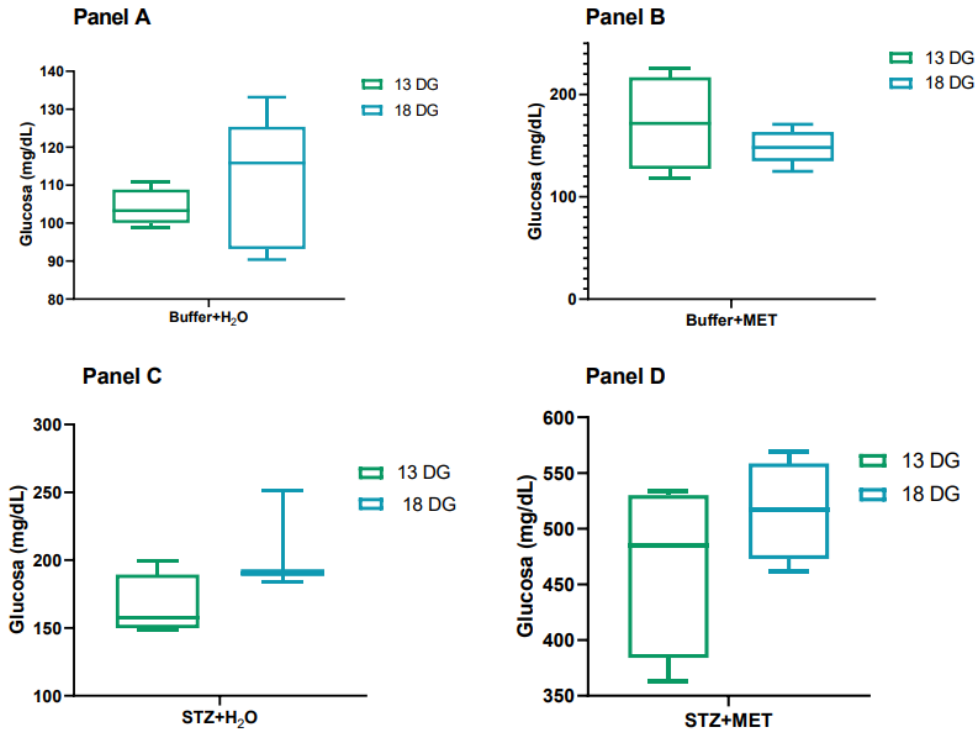 Panel A
140
130
120
110
100
90
80
Glucosa (mg/dL)
Buffer+H₂O
13 DG
18 DG
Panel B
200
100
0
Glucosa (mg/dL)
Buffer+MET
13 DG
18 DG
Panel C
300
250
200
150
100
Glucosa (mg/dL)
STZ+H₂O
13 DG
18 DG
Panel D
600
550
500
450
400
350
Glucosa (mg/dL)
STZ+MET
13 DG
18 DG